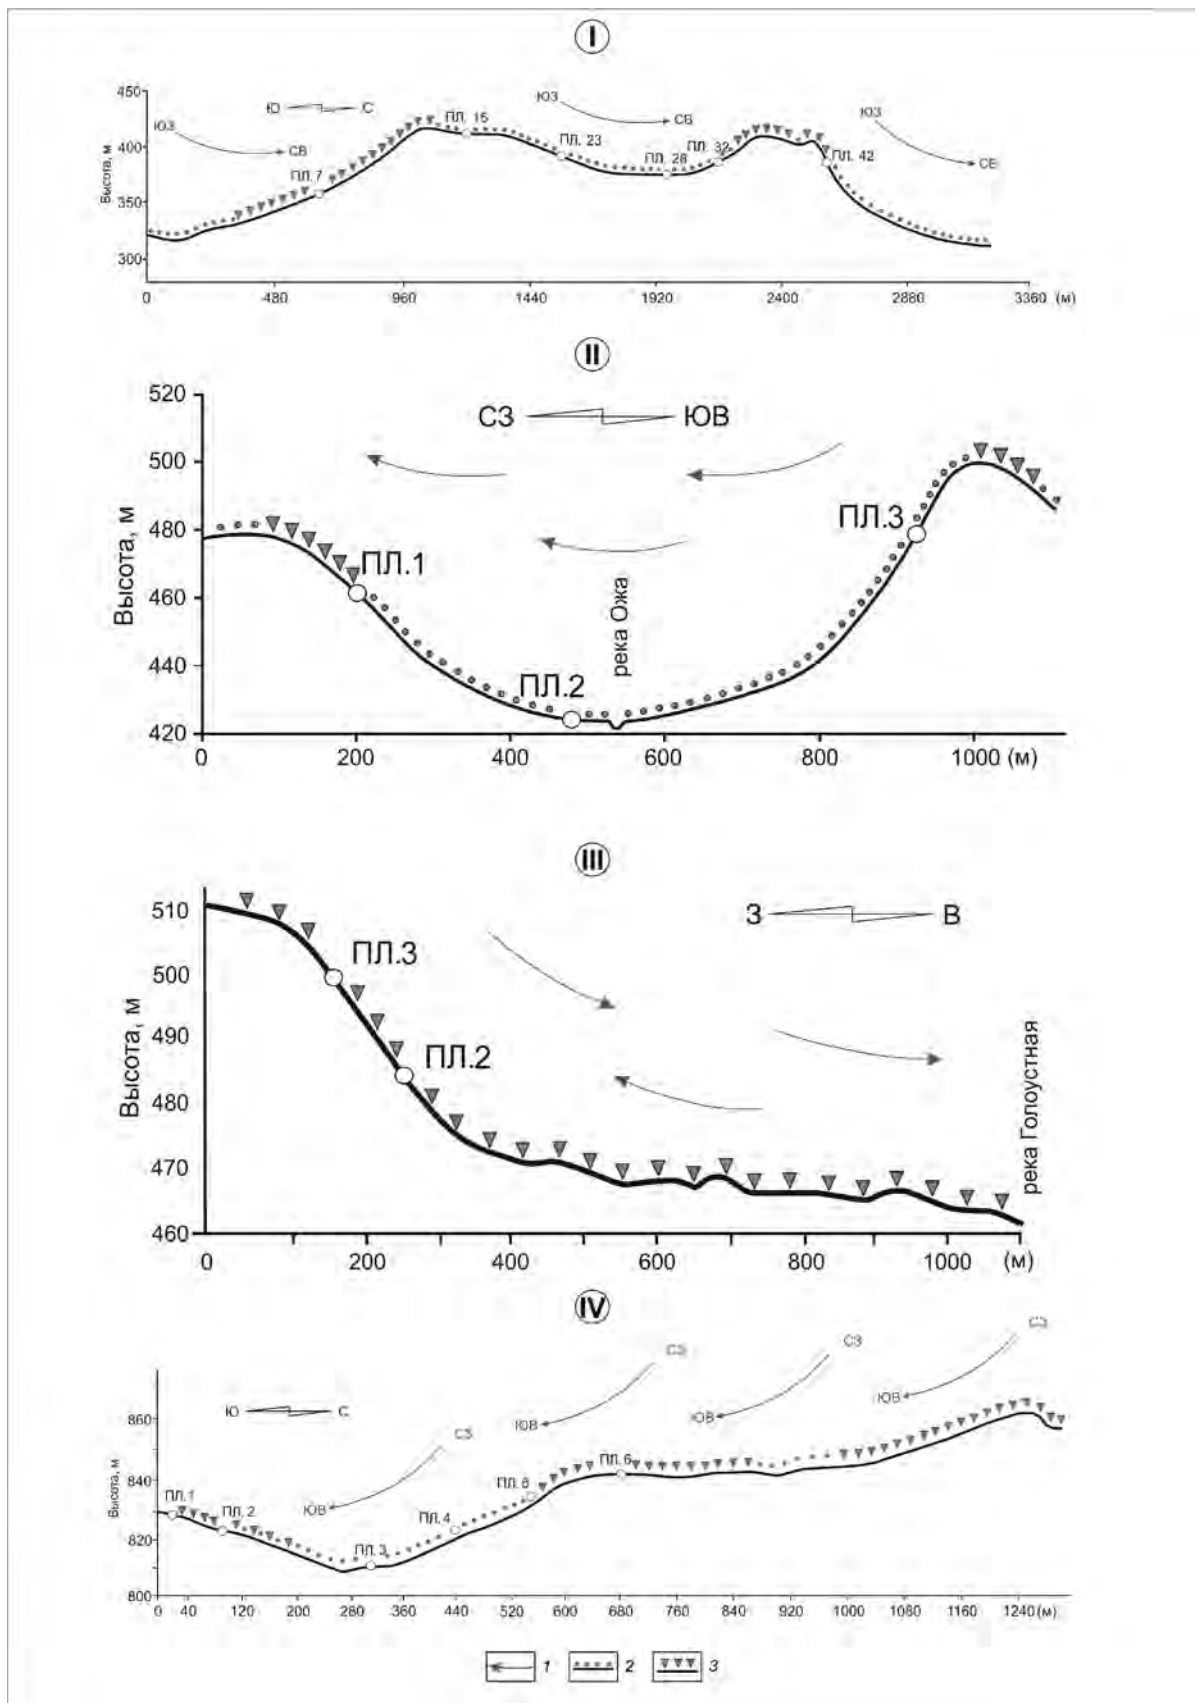 I
450
400
350
300
Высота, м
Ю С
ЮЗ
СВ
ЮЗ
СВ
ЮЗ
СВ
ПЛ. 7
ПЛ. 15
ПЛ. 23
ПЛ. 28
ПЛ. 32
ПЛ. 42
0 480 960 1440 1920 2400 2880 3360 (м)
II
520
500
480
460
440
420
Высота, м
СЗ ЮВ
ПЛ.1
ПЛ.2
река Ожа
ПЛ.3
0 200 400 600 800 1000 (м)
III
510
500
490
480
470
460
Высота, м
З В
ПЛ.3
ПЛ.2
река Голоустная
0 200 400 600 800 1000 (м)
IV
860
840
820
800
Высота, м
Ю С
СЗ
ЮВ
СЗ
ЮВ
СЗ
ЮВ
СЗ
ЮВ
ПЛ.1
ПЛ. 2
ПЛ. 3
ПЛ. 4
ПЛ. 6
0 40 120 200 280 360 440 520 600 680 760 840 920 1000 1080 1160 1240 (м)
1 2 3